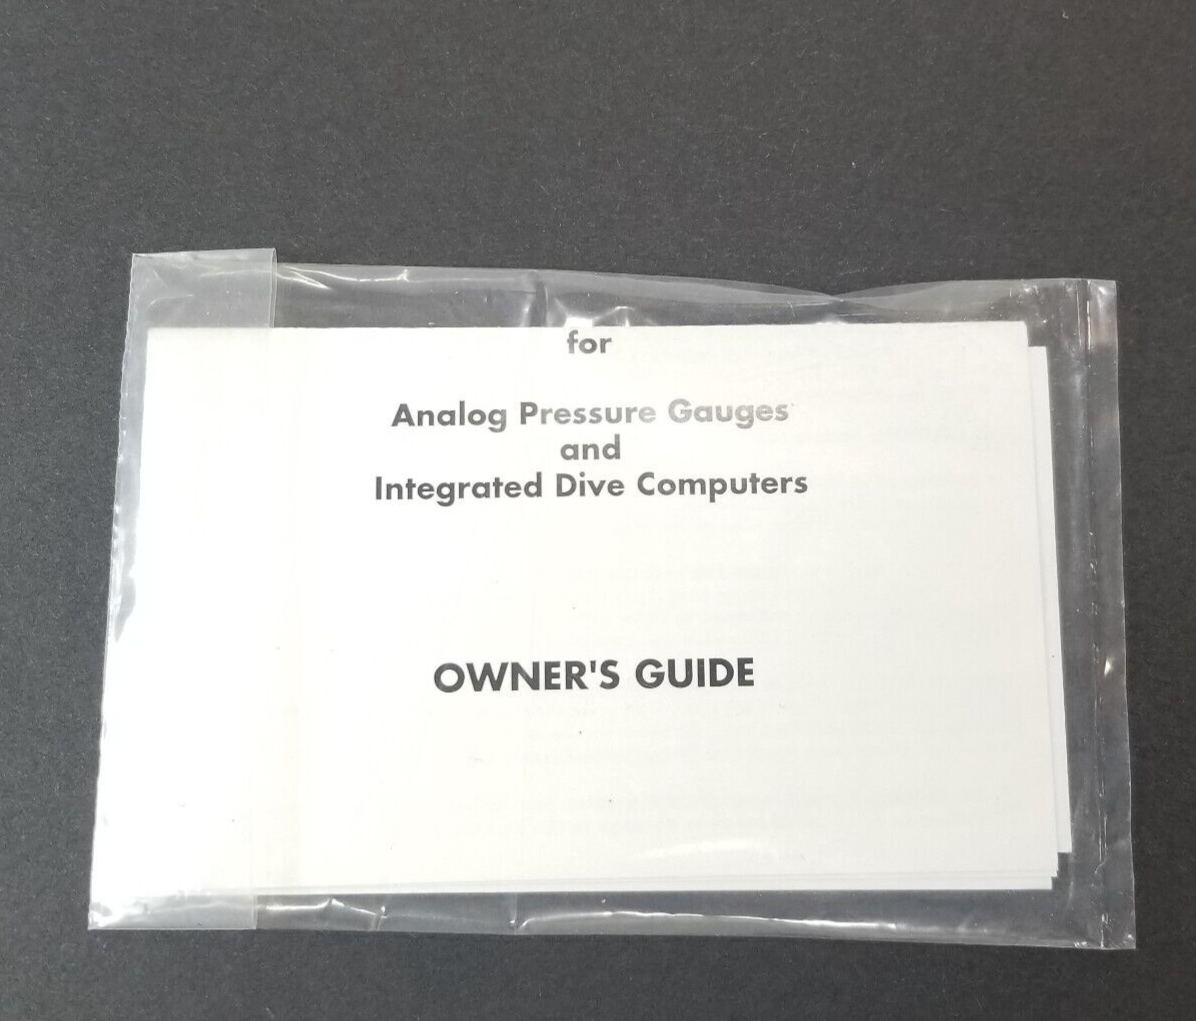 for
Analog Pressure Gauges
and
Integrated Dive Computers
OWNER'S GUIDE